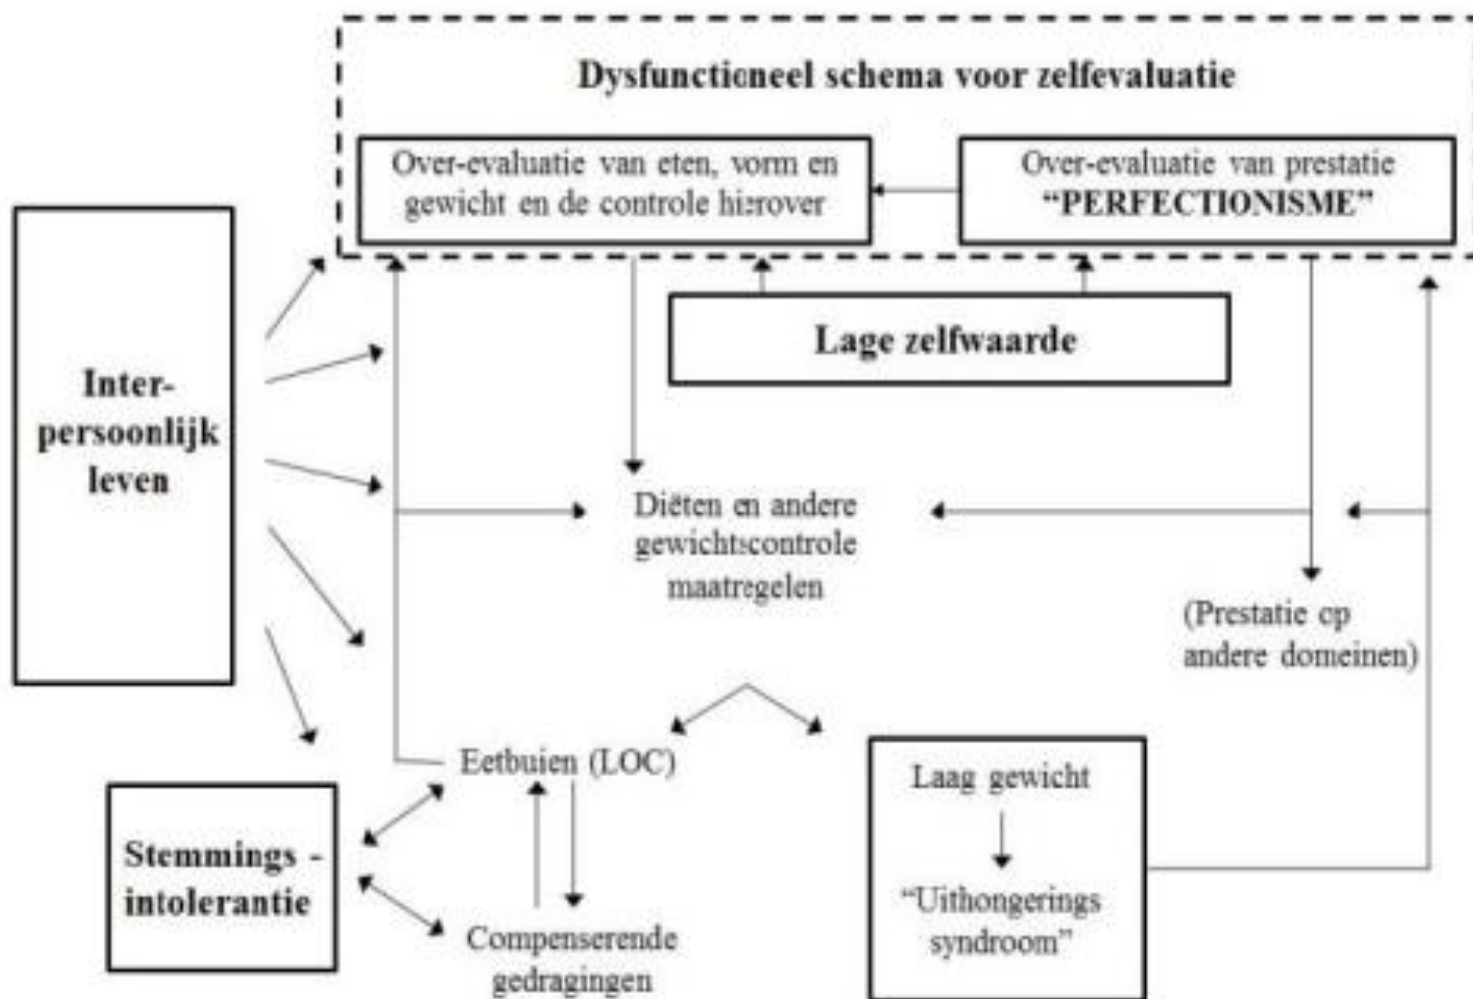 Dysfunctioneel schema voor zelfevaluatie
Over-evaluatie van eten, vorm en
gewicht en de controle hierover
Over-evaluatie van prestatie
“PERFECTIONISME”
Lage zelfwaarde
Inter-
persoonlijk
leven
Diëten en andere
gewichtscontrole
maatregelen
(Prestatie op
andere domeinen)
Eetbuien (LOC)
Laag gewicht
“Uithongerings
syndroom”
Stemmings -
intolerantie
Compenserende
gedragingen